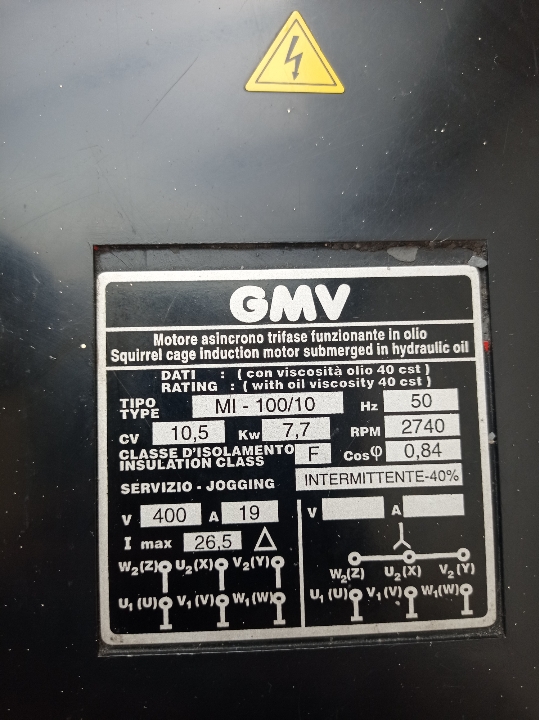 GMV
Motore asincrono trifase funzionante in olio
Squirrel cage induction motor submerged in hydraulic oil
DATI : ( con viscosità olio 40 cst )
RATING : ( with oil viscosity 40 cst )
TIPO
TYPE MI - 100/10 Hz 50
CV 10,5 Kw 7,7 RPM 2740
CLASSE D'ISOLAMENTO
INSULATION CLASS F Cosφ 0,84
SERVIZIO - JOGGING INTERMITTENTE-40%
V 400 A 19 V A
I max 26,5 Δ
W₂(Z) U₂(X) V₂(Y) W₂(Z) U₂(X) V₂(Y)
U₁(U) V₁(V) W₁(W) U₁(U) V₁(V) W₁(W)